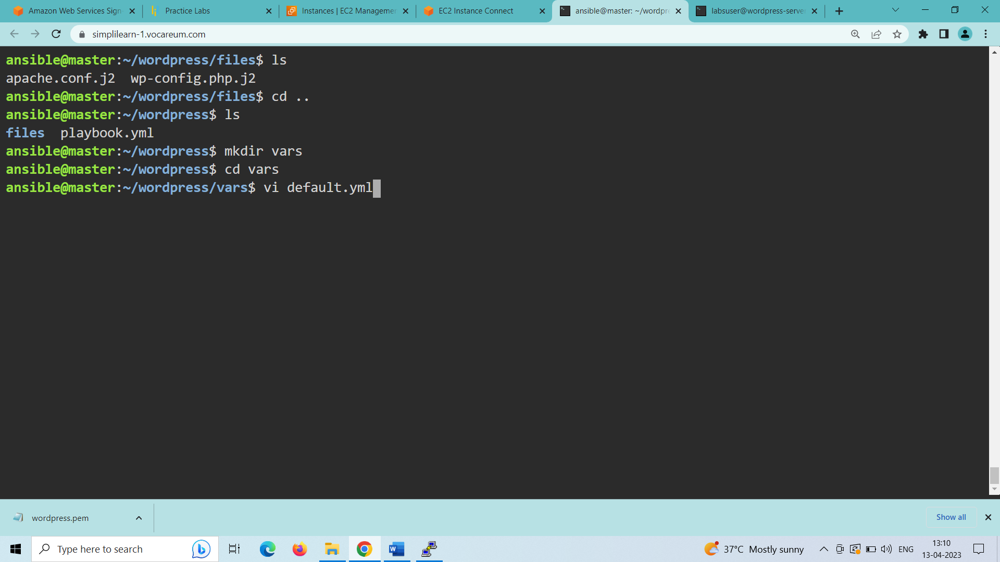 Amazon Web Services Sign-
Practice Labs
Instances | EC2 Managemen
EC2 Instance Connect
ansible@master: ~/wordpre
labsuser@wordpress-server
simplilearn-1.vocareum.com
ansible@master:~/wordpress/files$ ls
apache.conf.j2  wp-config.php.j2
ansible@master:~/wordpress/files$ cd ..
ansible@master:~/wordpress$ ls
files  playbook.yml
ansible@master:~/wordpress$ mkdir vars
ansible@master:~/wordpress$ cd vars
ansible@master:~/wordpress/vars$ vi default.yml
wordpress.pem
Show all
Type here to search
37°C Mostly sunny
ENG
13:10
13-04-2023